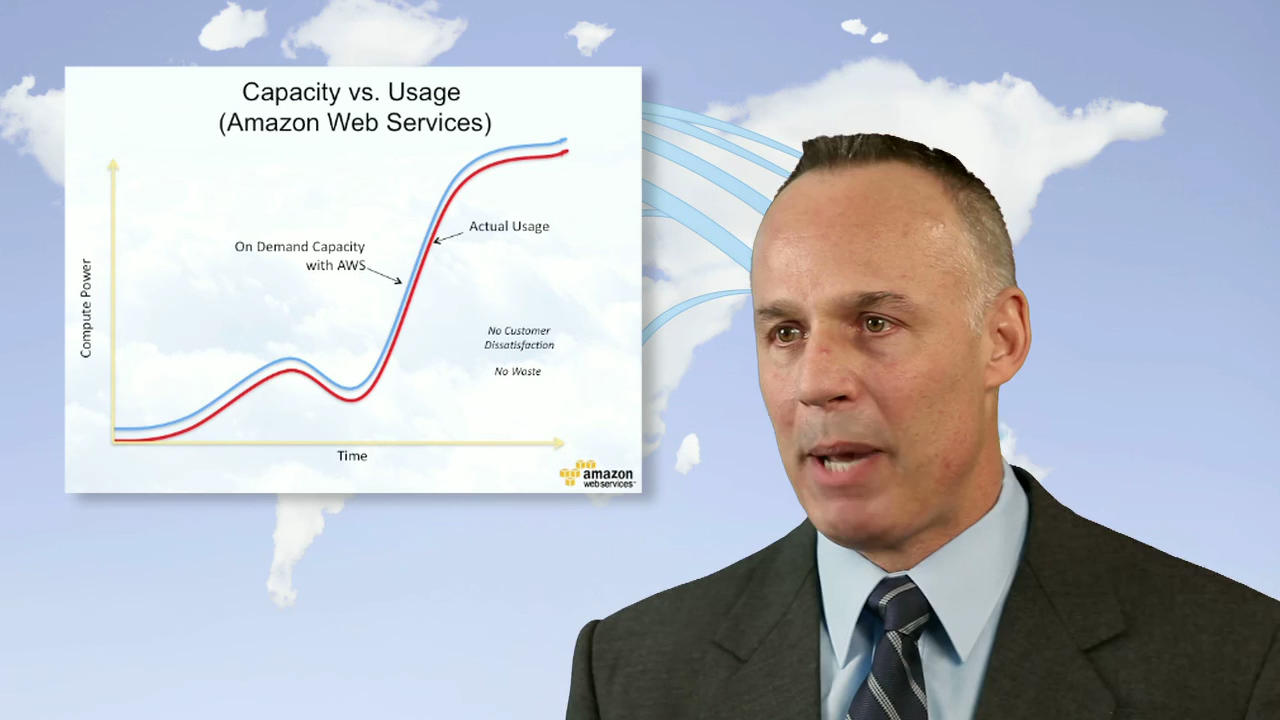 Capacity vs. Usage
(Amazon Web Services)
On Demand Capacity
with AWS
Actual Usage
Compute Power
No Customer
Dissatisfaction
No Waste
Time
amazon
webservices™